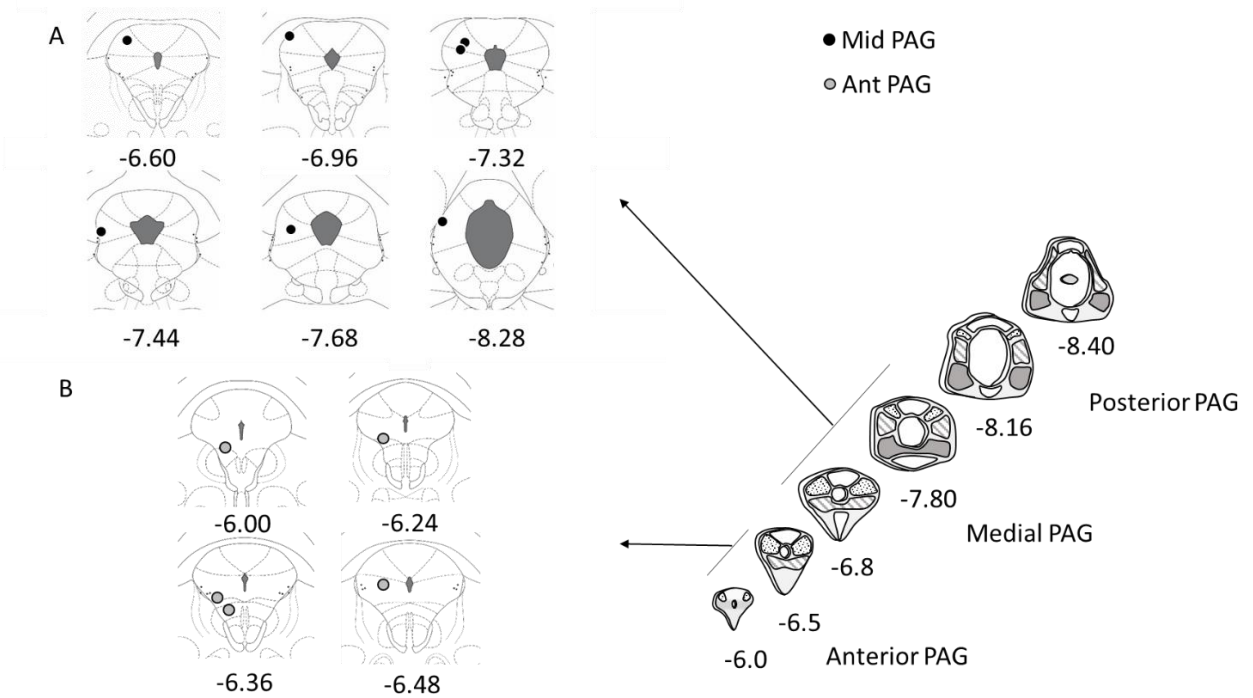 A
Mid PAG
Ant PAG
-6.60
-6.96
-7.32
-7.44
-7.68
-8.28
B
-6.00
-6.24
-6.36
-6.48
-8.40
Posterior PAG
-8.16
-7.80
Medial PAG
-6.8
-6.5
-6.0
Anterior PAG